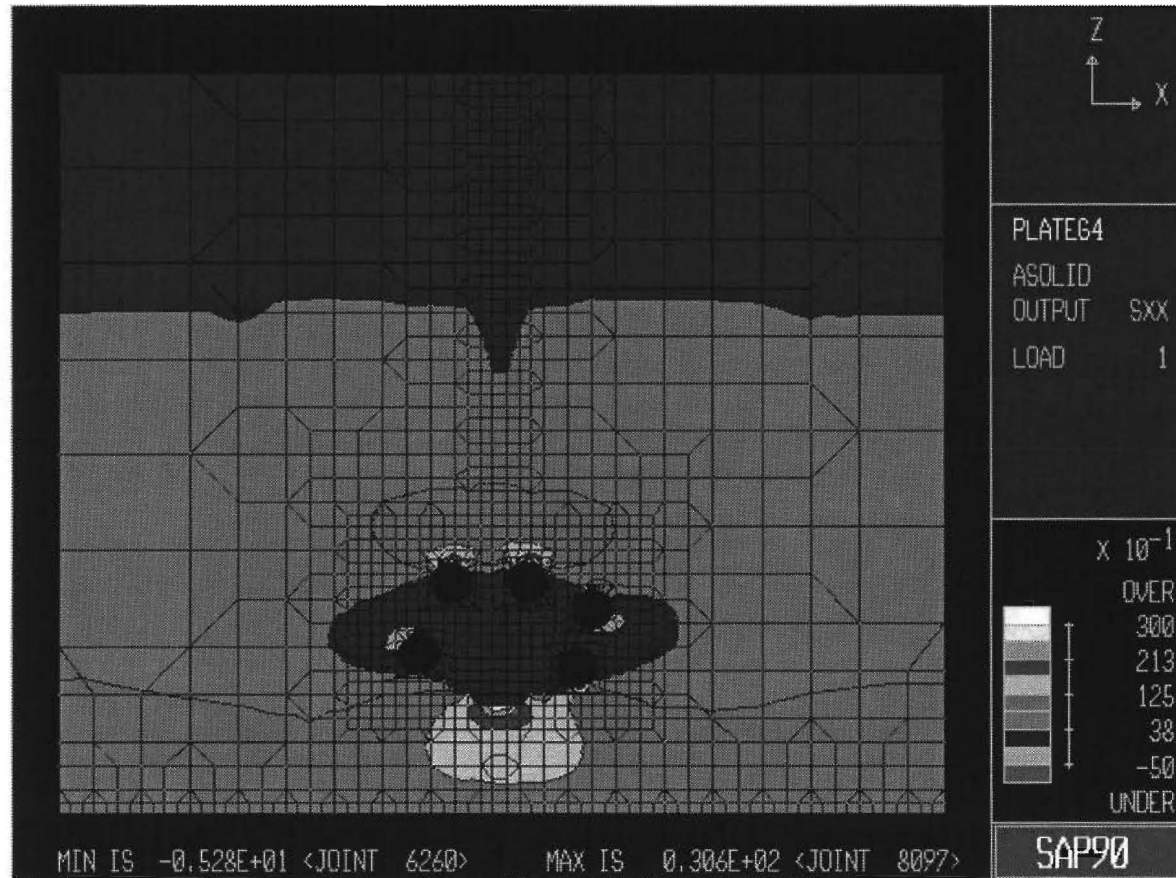 Z
X
PLATEG4
ASOLID
OUTPUT SXX
LOAD 1
X 10⁻¹
OVER
300
213
125
38
-50
UNDER
MIN IS -0.528E+01 <JOINT 6260> MAX IS 0.306E+02 <JOINT 8097>
SAP90